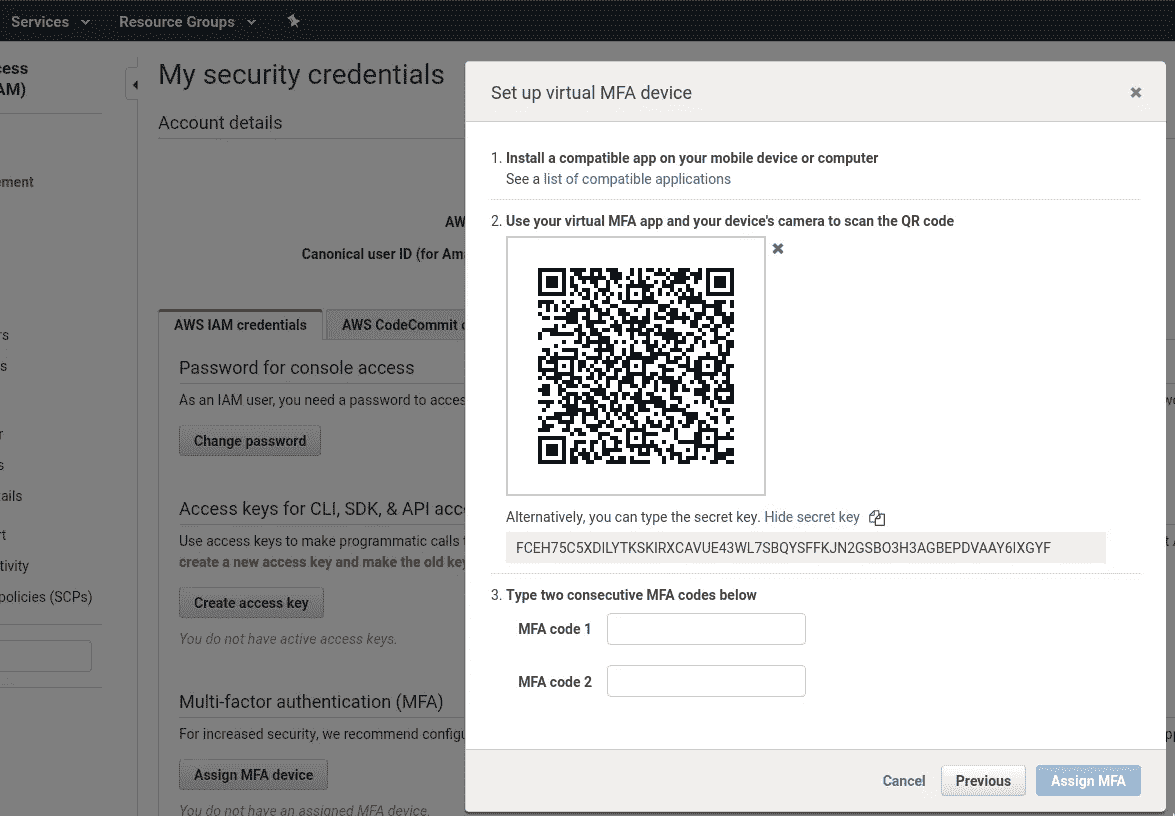 Services Resource Groups
cess
AM)
ement
rs
s
r
s
ails
rt
tivity
policies (SCPs)
My security credentials
Account details
AW
Canonical user ID (for Ama
AWS IAM credentials AWS CodeCommit c
Password for console access
As an IAM user, you need a password to acces
Change password
Access keys for CLI, SDK, & API acc
Use access keys to make programmatic calls t
create a new access key and make the old key
Create access key
You do not have active access keys.
Multi-factor authentication (MFA)
For increased security, we recommend configu
Assign MFA device
You do not have an assigned MFA device.
Set up virtual MFA device
1. Install a compatible app on your mobile device or computer
See a list of compatible applications
2. Use your virtual MFA app and your device's camera to scan the QR code
Alternatively, you can type the secret key. Hide secret key
FCEH75C5XDILYTKSKIRXCAVUE43WL7SBQYSFFKJN2GSBO3H3AGBEPDVAAY6IXGYF
3. Type two consecutive MFA codes below
MFA code 1
MFA code 2
Cancel Previous Assign MFA